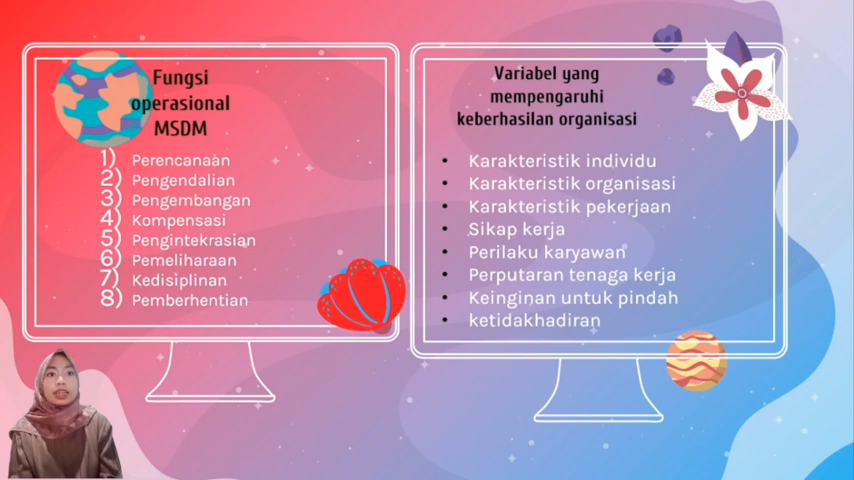 Fungsi
operasional
MSDM
1) Perencanaan
2) Pengendalian
3) Pengembangan
4) Kompensasi
5) Pengintekrasian
6) Pemeliharaan
7) Kedisiplinan
8) Pemberhentian
Variabel yang
mempengaruhi
keberhasilan organisasi
• Karakteristik individu
• Karakteristik organisasi
• Karakteristik pekerjaan
• Sikap kerja
• Perilaku karyawan
• Perputaran tenaga kerja
• Keinginan untuk pindah
• ketidakhadiran